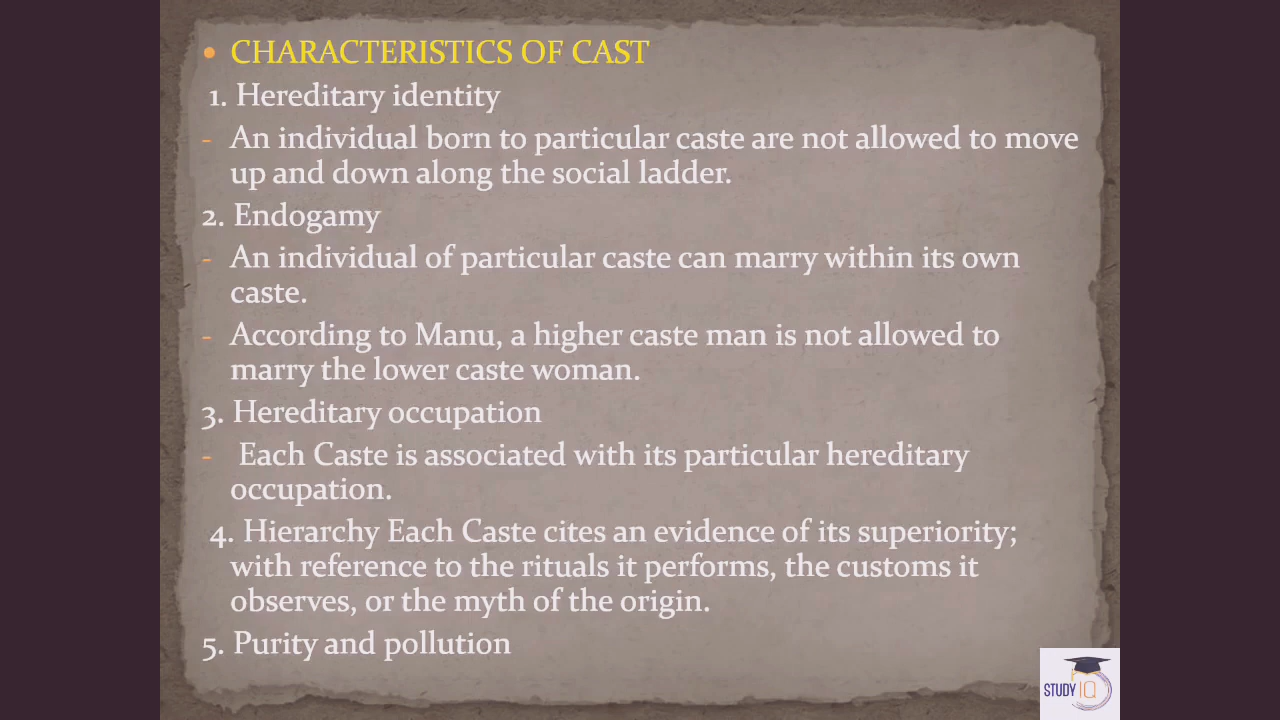 • CHARACTERISTICS OF CAST
1. Hereditary identity
- An individual born to particular caste are not allowed to move
up and down along the social ladder.
2. Endogamy
- An individual of particular caste can marry within its own
caste.
- According to Manu, a higher caste man is not allowed to
marry the lower caste woman.
3. Hereditary occupation
- Each Caste is associated with its particular hereditary
occupation.
4. Hierarchy Each Caste cites an evidence of its superiority;
with reference to the rituals it performs, the customs it
observes, or the myth of the origin.
5. Purity and pollution
STUDY IQ